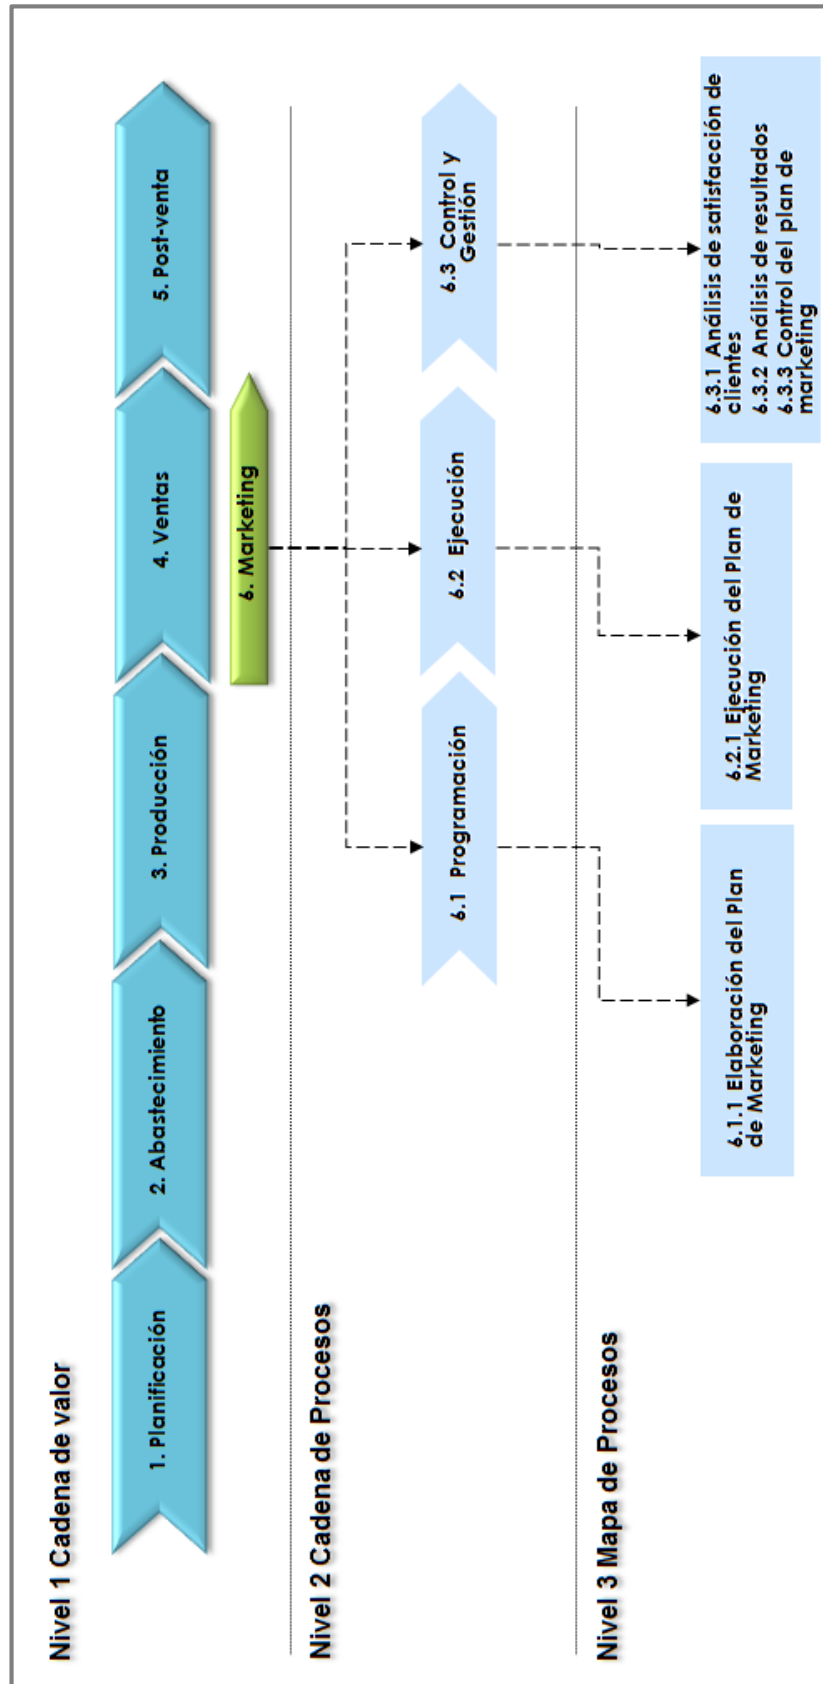 Nivel 1 Cadena de valor
1. Planificación
2. Abastecimiento
3. Producción
4. Ventas
5. Post-venta
6. Marketing
Nivel 2 Cadena de Procesos
6.1 Programación
6.2 Ejecución
6.3 Control y
Gestión
Nivel 3 Mapa de Procesos
6.1.1 Elaboración del Plan
de Marketing
6.2.1 Ejecución del Plan de
Marketing
6.3.1 Análisis de satisfacción de
clientes
6.3.2 Análisis de resultados
6.3.3 Control del plan de
marketing